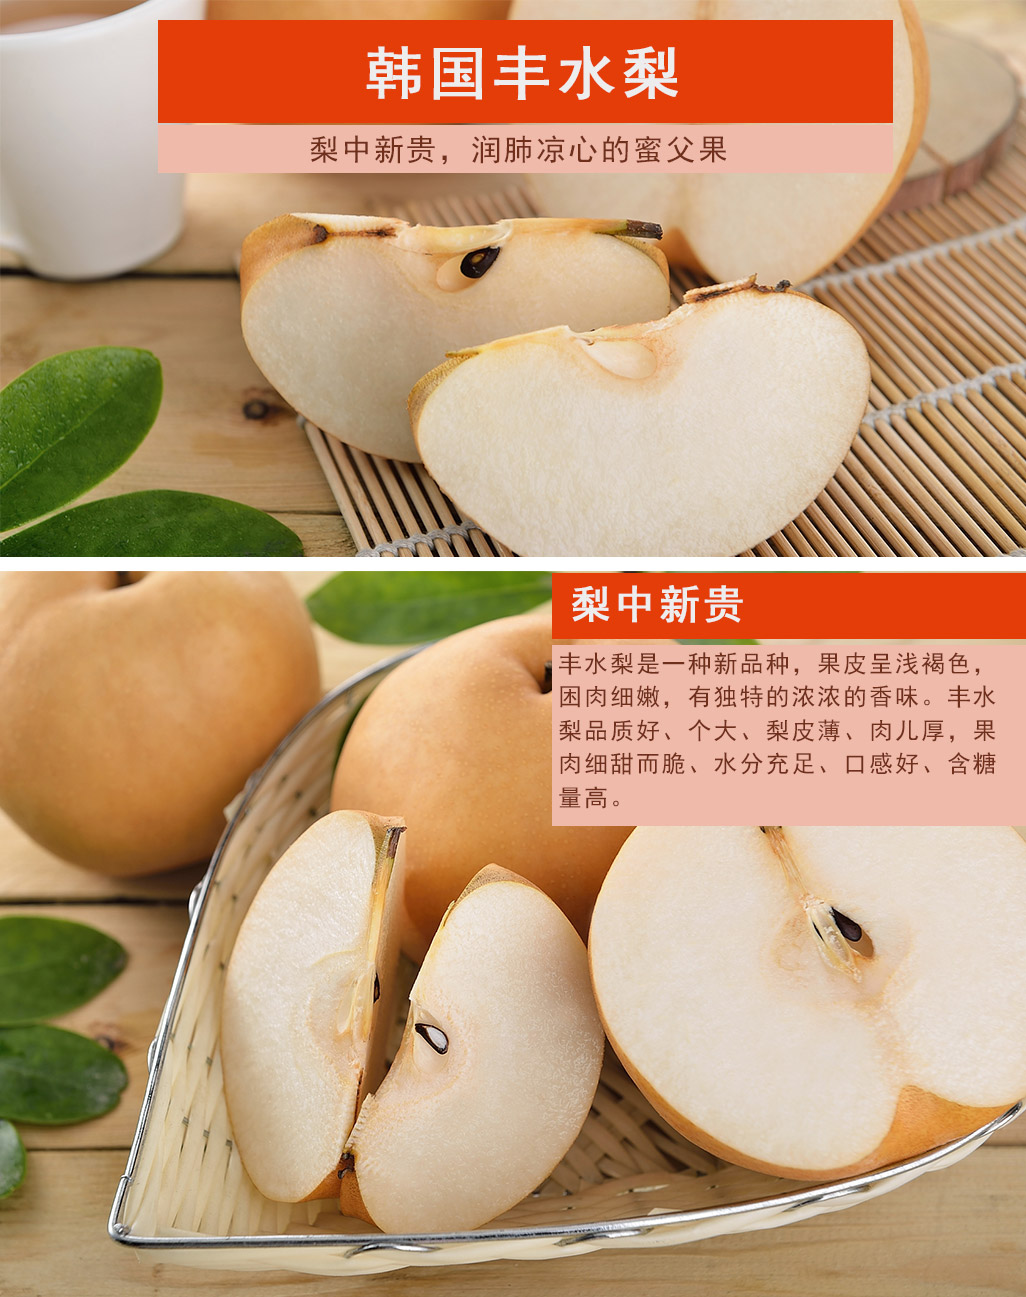 韩国丰水梨
梨中新贵，润肺凉心的蜜父果
梨中新贵
丰水梨是一种新品种，果皮呈浅褐色，
困肉细嫩，有独特的浓浓的香味。丰水
梨品质好、个大、梨皮薄、肉儿厚，果
肉细甜而脆、水分充足、口感好、含糖
量高。